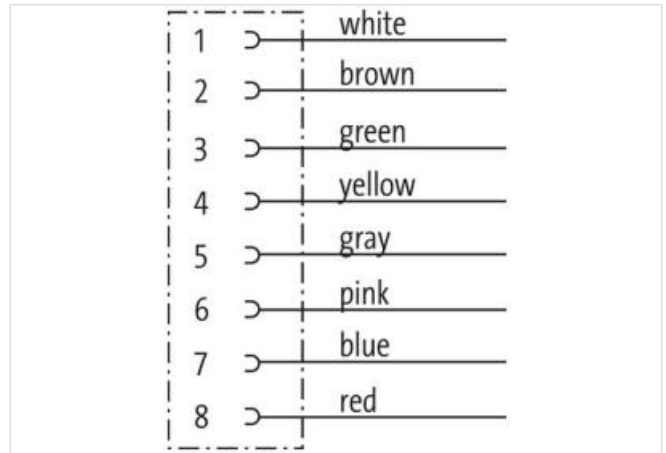 1 white
2 brown
3 green
4 yellow
5 gray
6 pink
7 blue
8 red